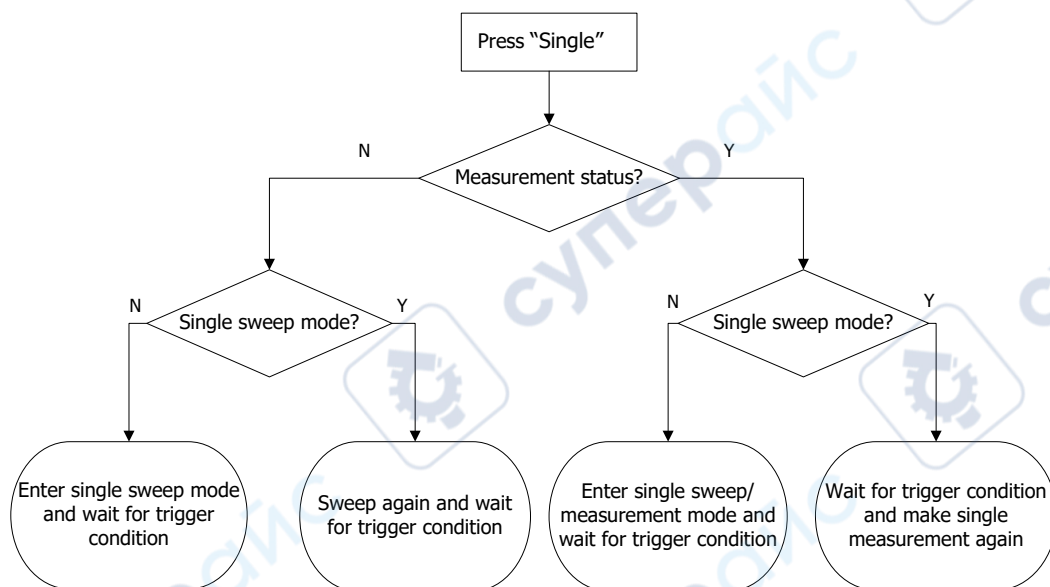 Press “Single”
N
Y
Measurement status?
N
Single sweep mode?
Y
N
Single sweep mode?
Y
Enter single sweep mode
and wait for trigger
condition
Sweep again and wait
for trigger condition
Enter single sweep/
measurement mode and
wait for trigger condition
Wait for trigger condition
and make single
measurement again
суперайс